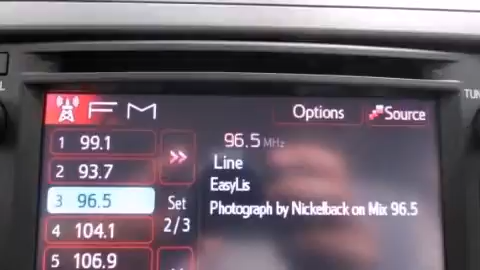 L
TUN
FM
Options
Source
1 99.1
2 93.7
3 96.5
4 104.1
5 106.9
Set
2/3
96.5 MHz
Line
EasyLis
Photograph by Nickelback on Mix 96.5